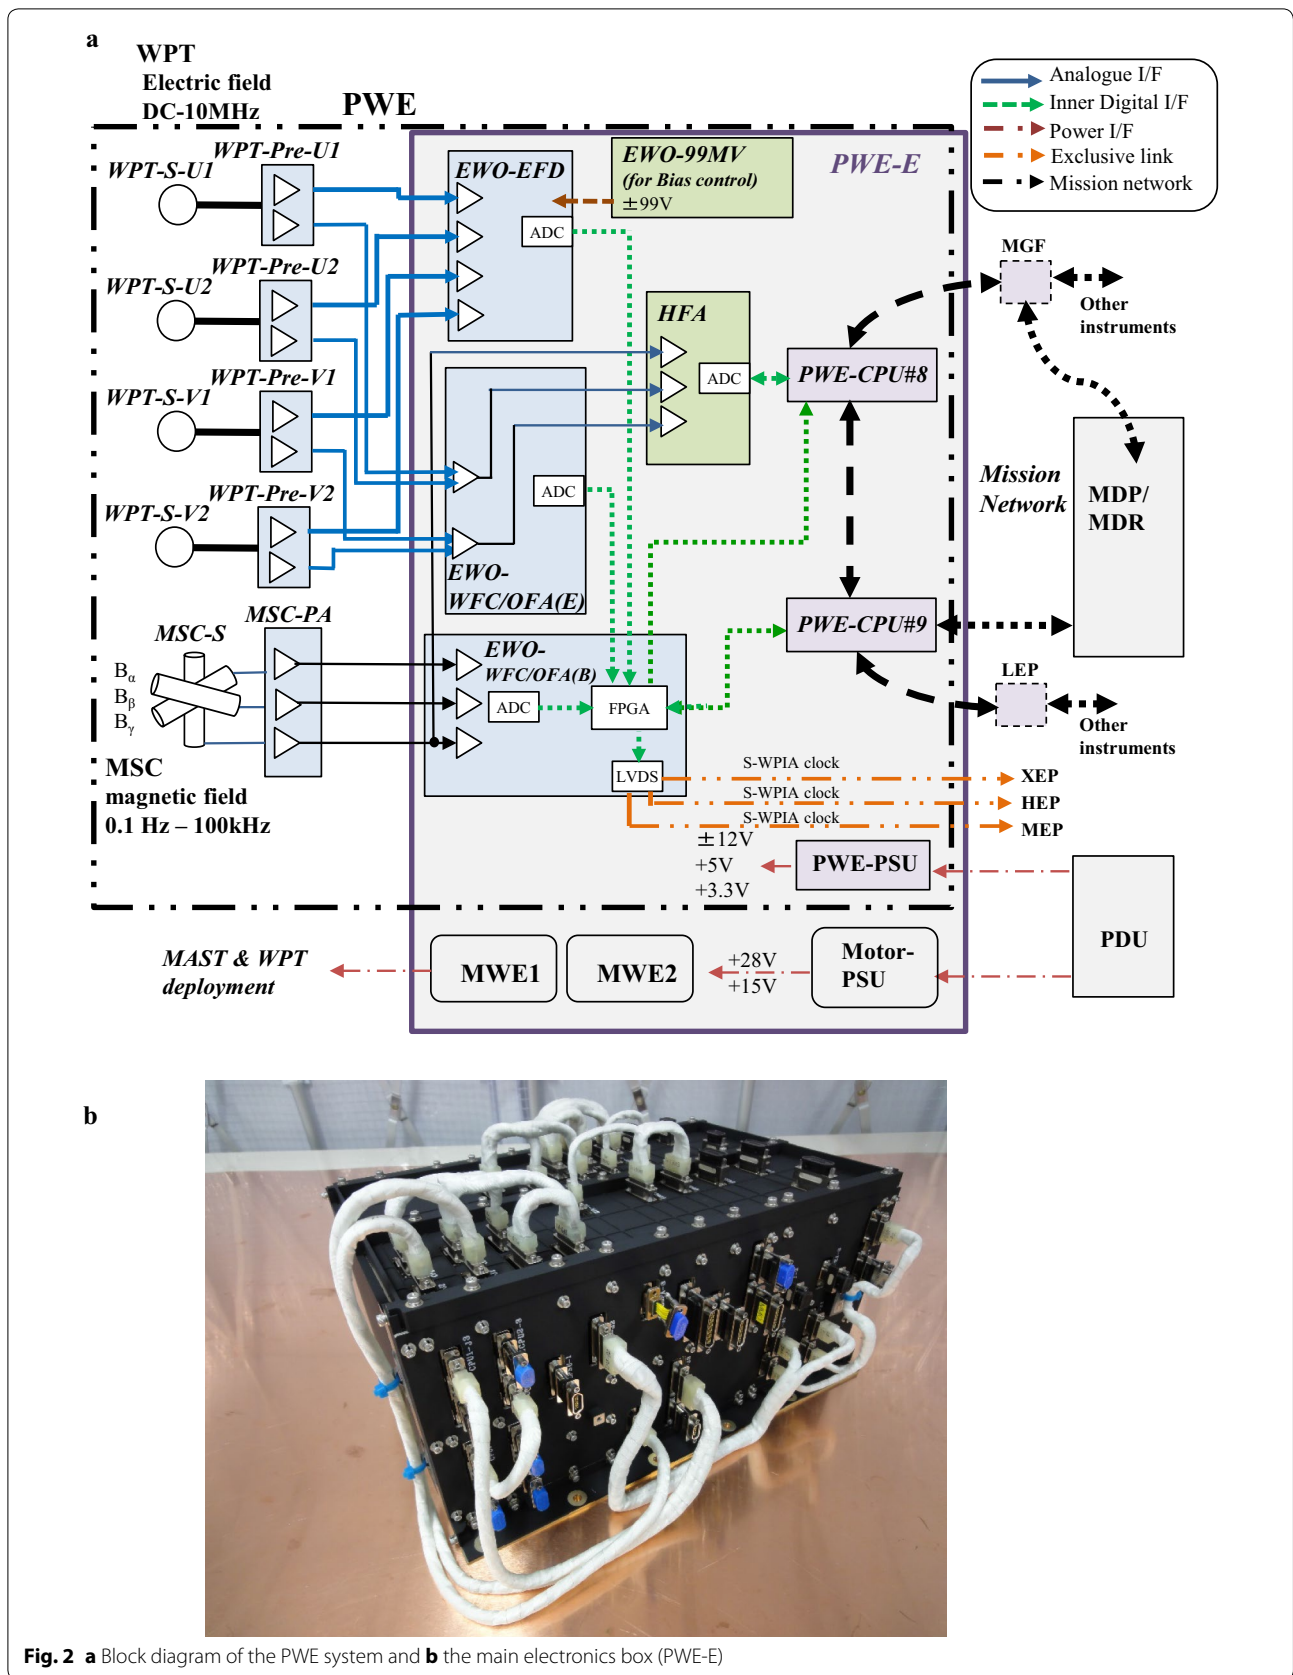 a
WPT
Electric field
DC-10MHz
PWE
Analogue I/F
Inner Digital I/F
Power I/F
Exclusive link
Mission network
WPT-Pre-U1
WPT-S-U1
EWO-EFD
ADC
EWO-99MV
(for Bias control)
±99V
PWE-E
WPT-Pre-U2
WPT-S-U2
MGF
Other
instruments
HFA
ADC
PWE-CPU#8
WPT-Pre-V1
WPT-S-V1
WPT-Pre-V2
WPT-S-V2
ADC
EWO-
WFC/OFA(E)
Mission
Network
MDP/
MDR
MSC-PA
MSC-S
Bα
Bβ
Bγ
EWO-
WFC/OFA(B)
ADC
FPGA
LVDS
PWE-CPU#9
LEP
Other
instruments
MSC
magnetic field
0.1 Hz – 100kHz
S-WPIA clock
XEP
S-WPIA clock
HEP
S-WPIA clock
MEP
±12V
+5V
+3.3V
PWE-PSU
PDU
MAST & WPT
deployment
MWE1
MWE2
+28V
+15V
Motor-
PSU
b
Fig. 2 a Block diagram of the PWE system and b the main electronics box (PWE-E)